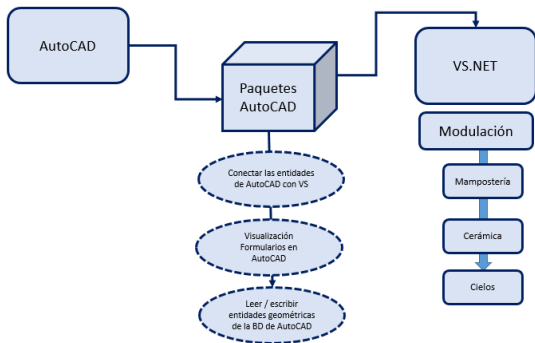 AutoCAD
Paquetes
AutoCAD
VS.NET
Modulación
Conectar las entidades
de AutoCAD con VS
Mampostería
Visualización
Formularios en
AutoCAD
Cerámica
Leer / escribir
entidades geométricas
de la BD de AutoCAD
Cielos